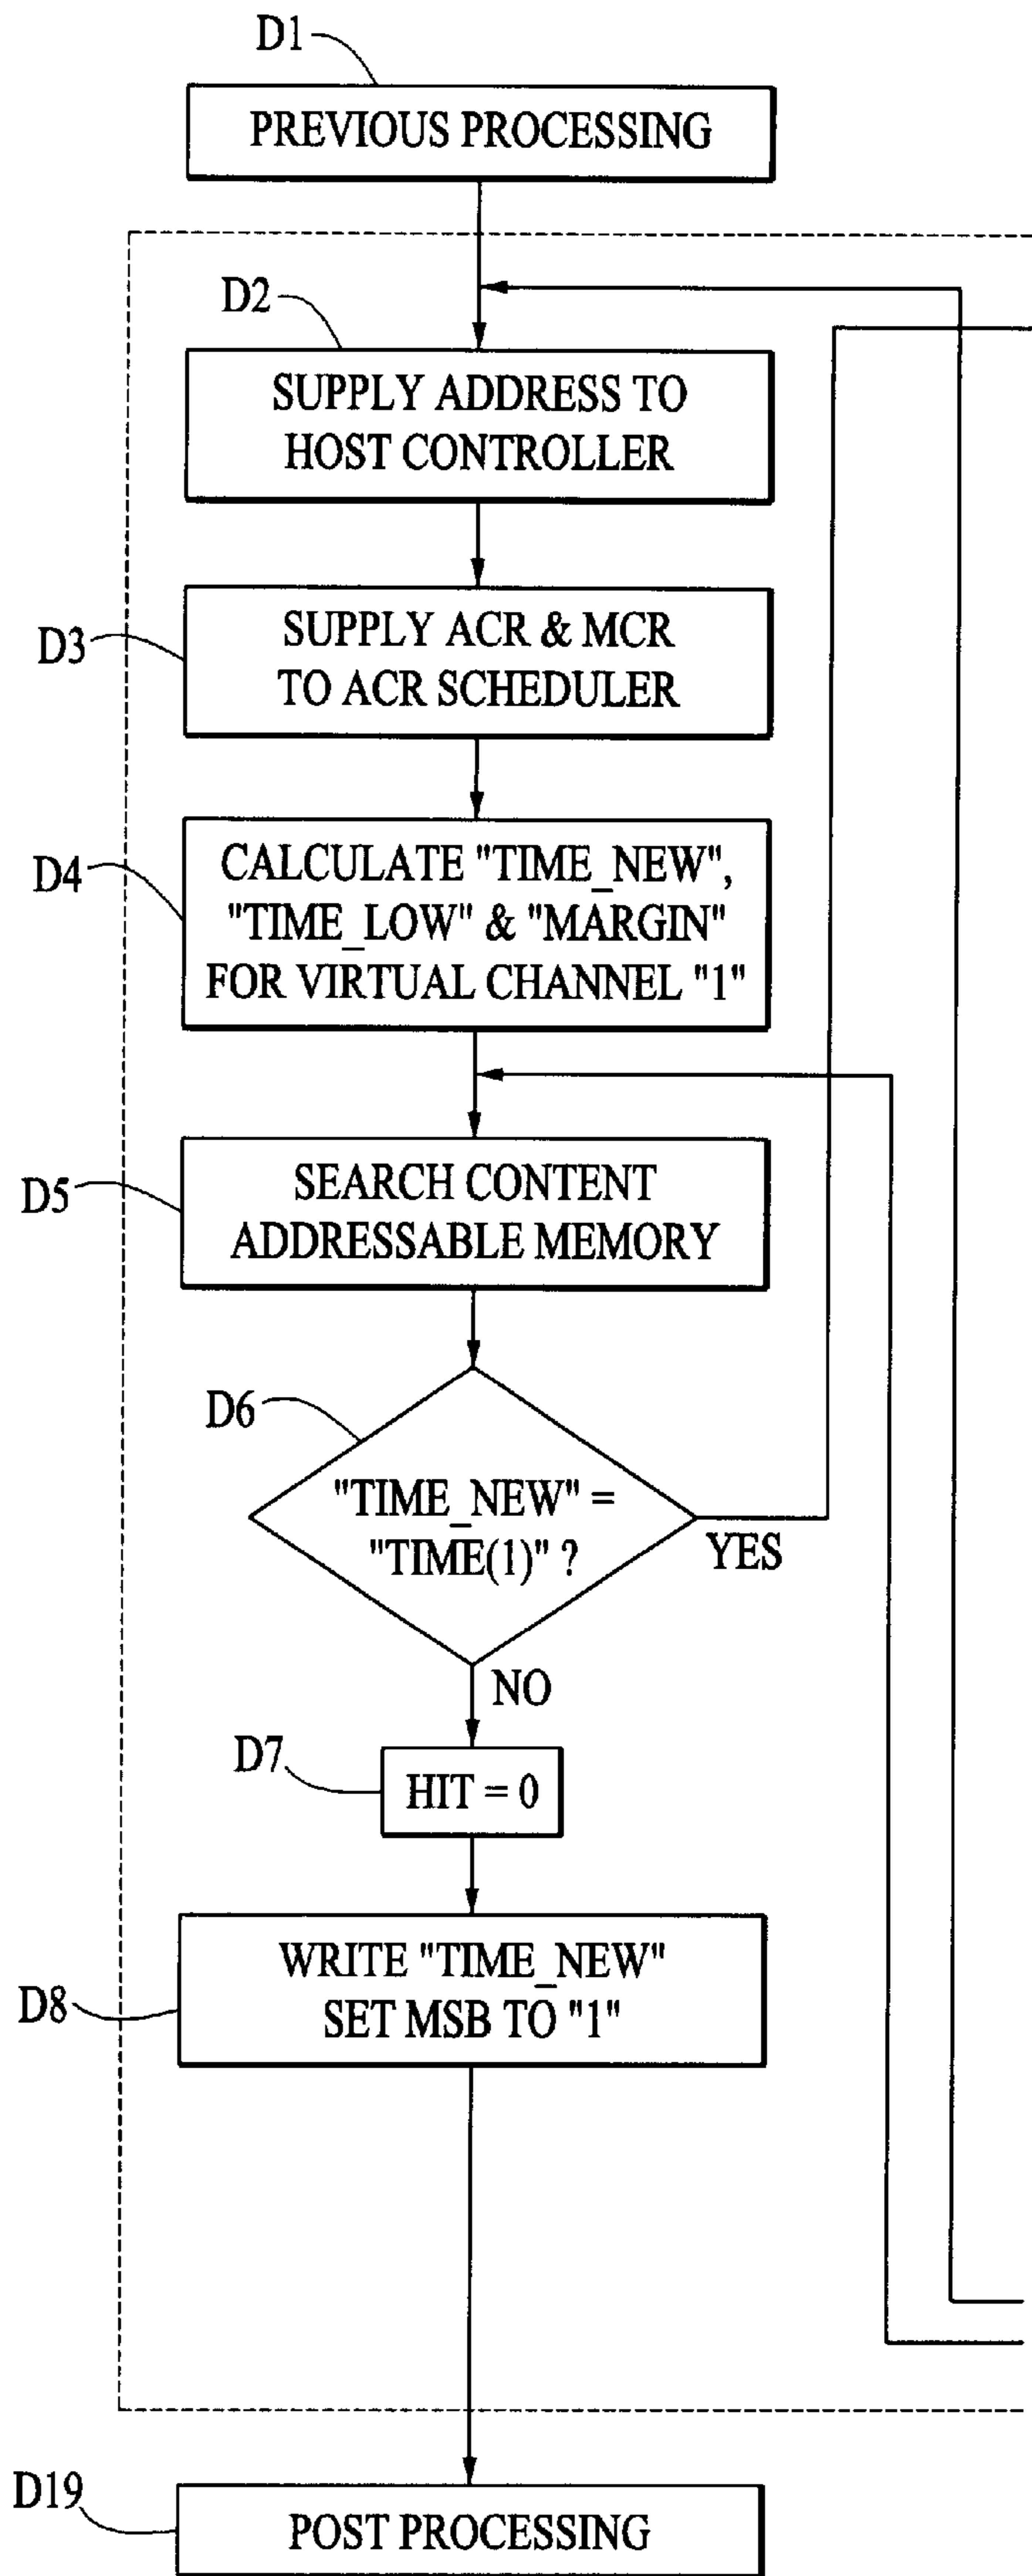 D1
PREVIOUS PROCESSING
D2
SUPPLY ADDRESS TO
HOST CONTROLLER
D3
SUPPLY ACR & MCR
TO ACR SCHEDULER
D4
CALCULATE "TIME_NEW",
"TIME_LOW" & "MARGIN"
FOR VIRTUAL CHANNEL "1"
D5
SEARCH CONTENT
ADDRESSABLE MEMORY
D6
"TIME_NEW" =
"TIME(1)" ?
YES
NO
D7
HIT = 0
D8
WRITE "TIME_NEW"
SET MSB TO "1"
D19
POST PROCESSING